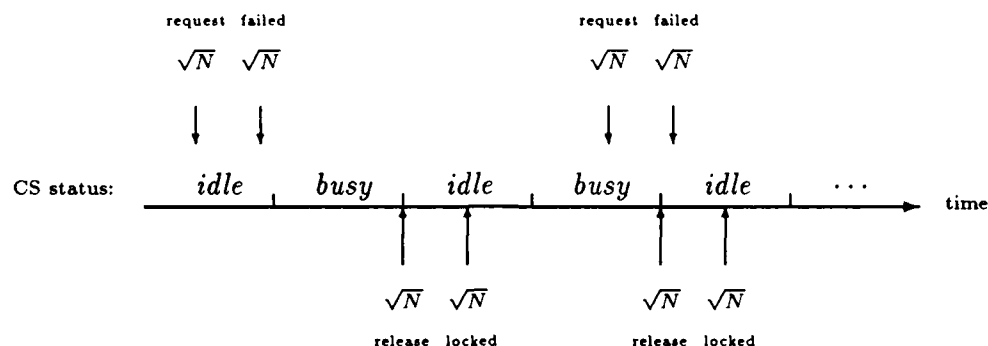 request failed request failed
√N √N √N √N
CS status: idle busy idle busy idle ...
time
√N √N √N √N
release locked release locked